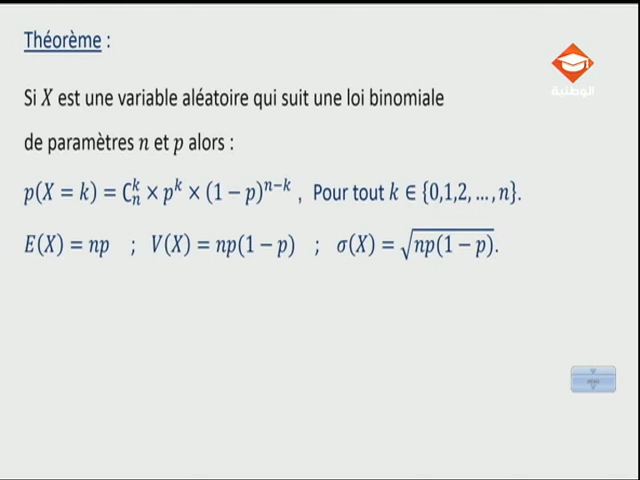 Théorème :
الوطنية
Si X est une variable aléatoire qui suit une loi binomiale
de paramètres n et p alors :
p(X = k) = C_n^k × p^k × (1 − p)^{n−k} , Pour tout k ∈ {0,1,2, …, n}.
E(X) = np ; V(X) = np(1 − p) ; σ(X) = √(np(1 − p)).
MENU